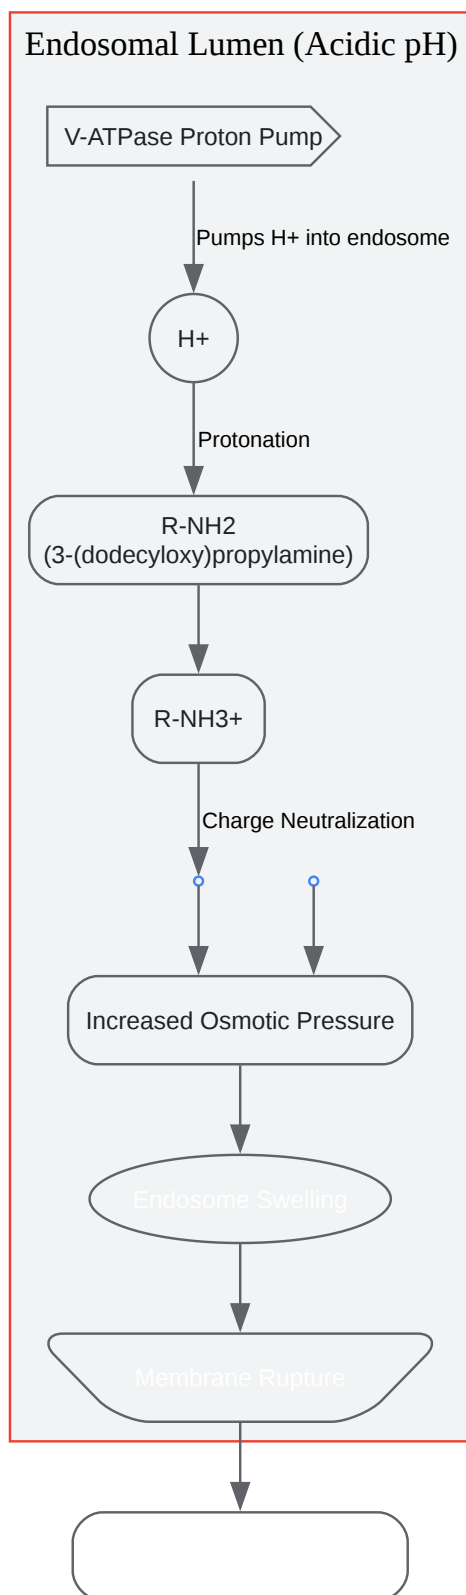 Endosomal Lumen (Acidic pH)
V-ATPase Proton Pump
Pumps H+ into endosome
H+
Protonation
R-NH2
(3-(dodecyloxy)propylamine)
R-NH3+
Charge Neutralization
Increased Osmotic Pressure
Endosome Swelling
Membrane Rupture